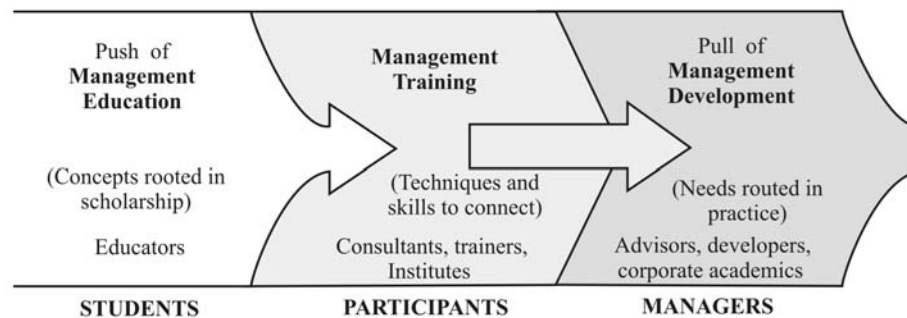 Push of
Management
Education
(Concepts rooted in
scholarship)
Educators
STUDENTS
Management
Training
(Techniques and
skills to connect)
Consultants, trainers,
Institutes
PARTICIPANTS
Pull of
Management
Development
(Needs routed in
practice)
Advisors, developers,
corporate academics
MANAGERS